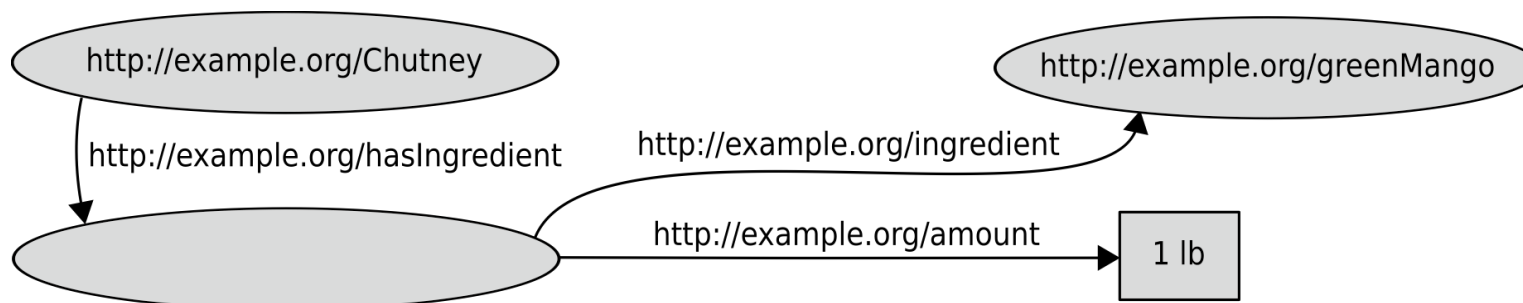 http://example.org/Chutney
http://example.org/greenMango
http://example.org/hasIngredient
http://example.org/ingredient
http://example.org/amount
1 lb